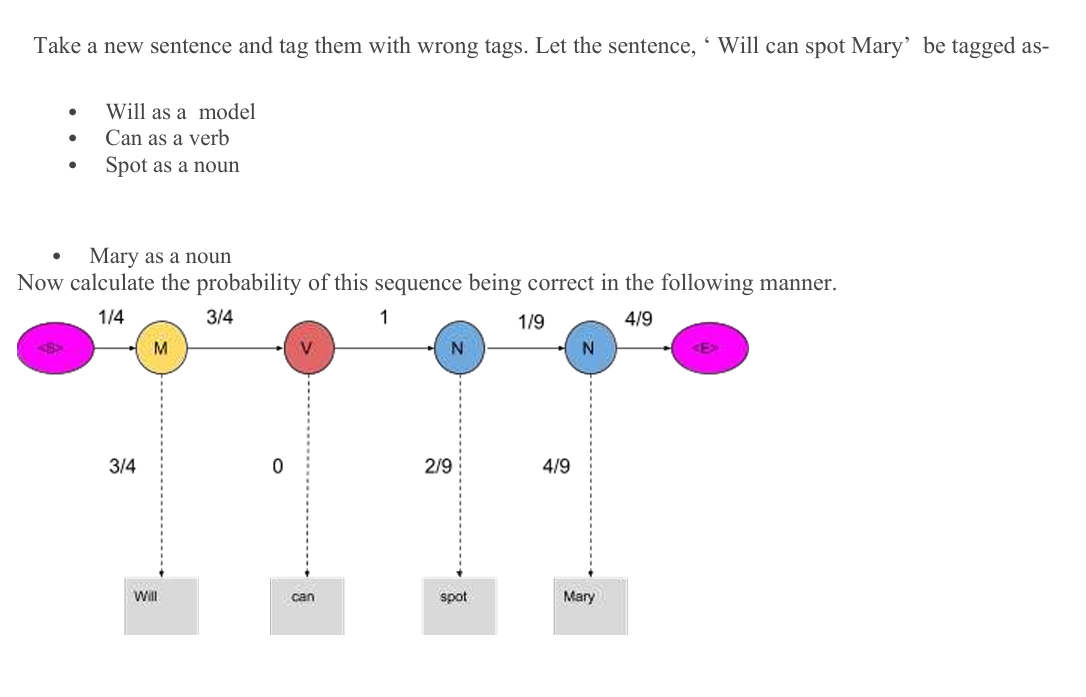 Take a new sentence and tag them with wrong tags. Let the sentence, ‘ Will can spot Mary’ be tagged as-
• Will as a model
• Can as a verb
• Spot as a noun
• Mary as a noun
Now calculate the probability of this sequence being correct in the following manner.
1/4 3/4 1 1/9 4/9
<S> M V N N <E>
3/4 0 2/9 4/9
Will can spot Mary